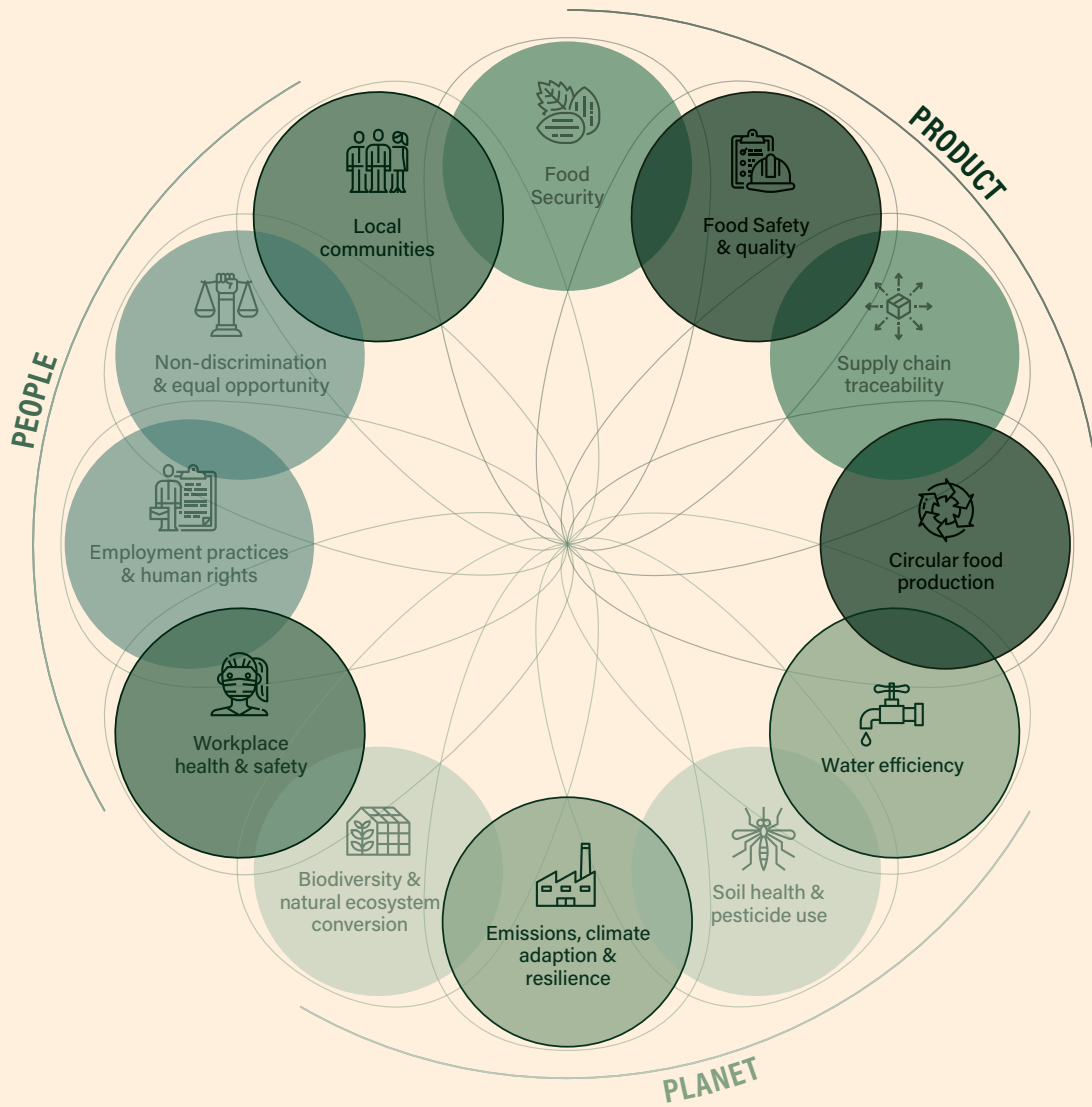 PRODUCT
Food
Security
Food Safety
& quality
Supply chain
traceability
Circular food
production
Water efficiency
Soil health &
pesticide use
PLANET
Emissions, climate
adaption &
resilience
Biodiversity &
natural ecosystem
conversion
Workplace
health & safety
Employment practices
& human rights
PEOPLE
Non-discrimination
& equal opportunity
Local
communities